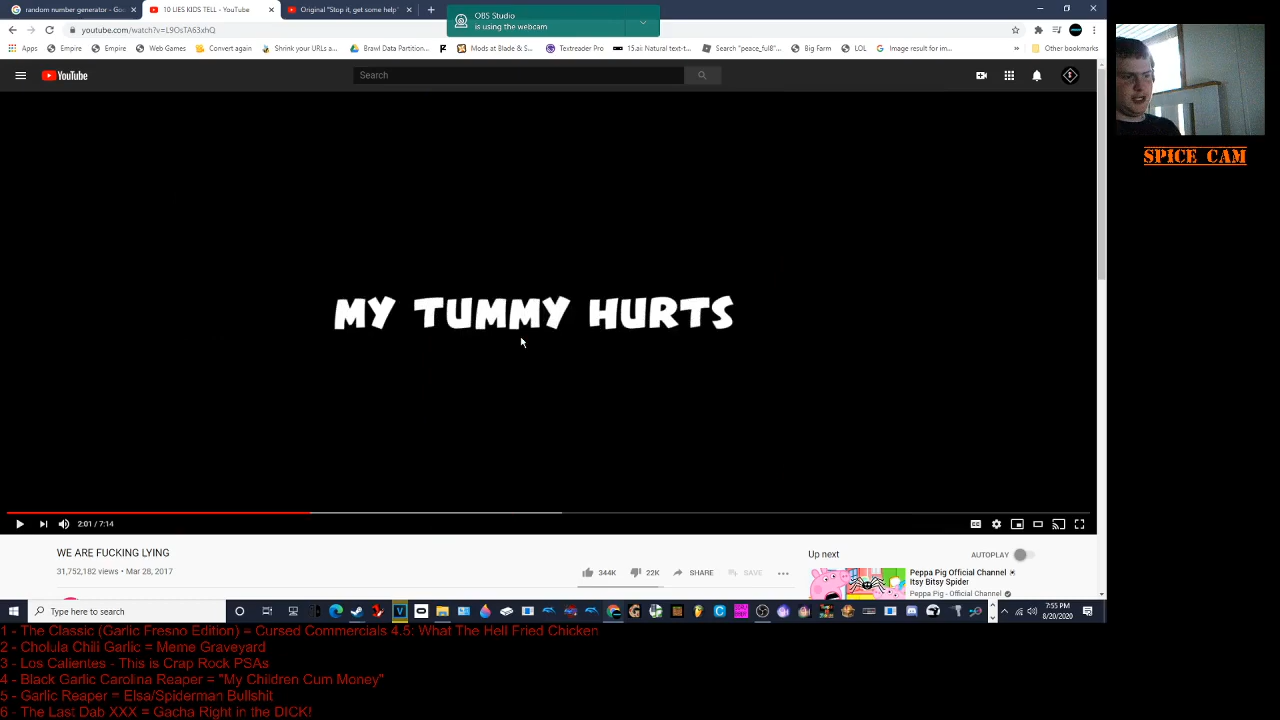 random number generator - Goo
10 LIES KIDS TELL - YouTube
Original "Stop it, get some help"
OBS Studio
is using the webcam
youtube.com/watch?v=L9OsTA63xhQ
Apps
Empire
Empire
Web Games
Convert again
Shrink your URLs a...
Brawl Data Partition...
Mods at Blade & S...
Textreader Pro
15.ai: Natural text-t...
Search "peace_ful8"...
Big Farm
LOL
Image result for im...
Other bookmarks
YouTube
Search
SPICE CAM
MY TUMMY HURTS
2:01 / 7:14
WE ARE FUCKING LYING
31,752,182 views • Mar 28, 2017
344K
22K
SHARE
SAVE
Up next
AUTOPLAY
Peppa Pig Official Channel
Itsy Bitsy Spider
Peppa Pig - Official Channel
Type here to search
7:55 PM
8/20/2020
1 - The Classic (Garlic Fresno Edition) = Cursed Commercials 4.5: What The Hell Fried Chicken
2 - Cholula Chili Garlic = Meme Graveyard
3 - Los Calientes - This is Crap Rock PSAs
4 - Black Garlic Carolina Reaper = "My Children Cum Money"
5 - Garlic Reaper = Elsa/Spiderman Bullshit
6 - The Last Dab XXX = Gacha Right in the DICK!